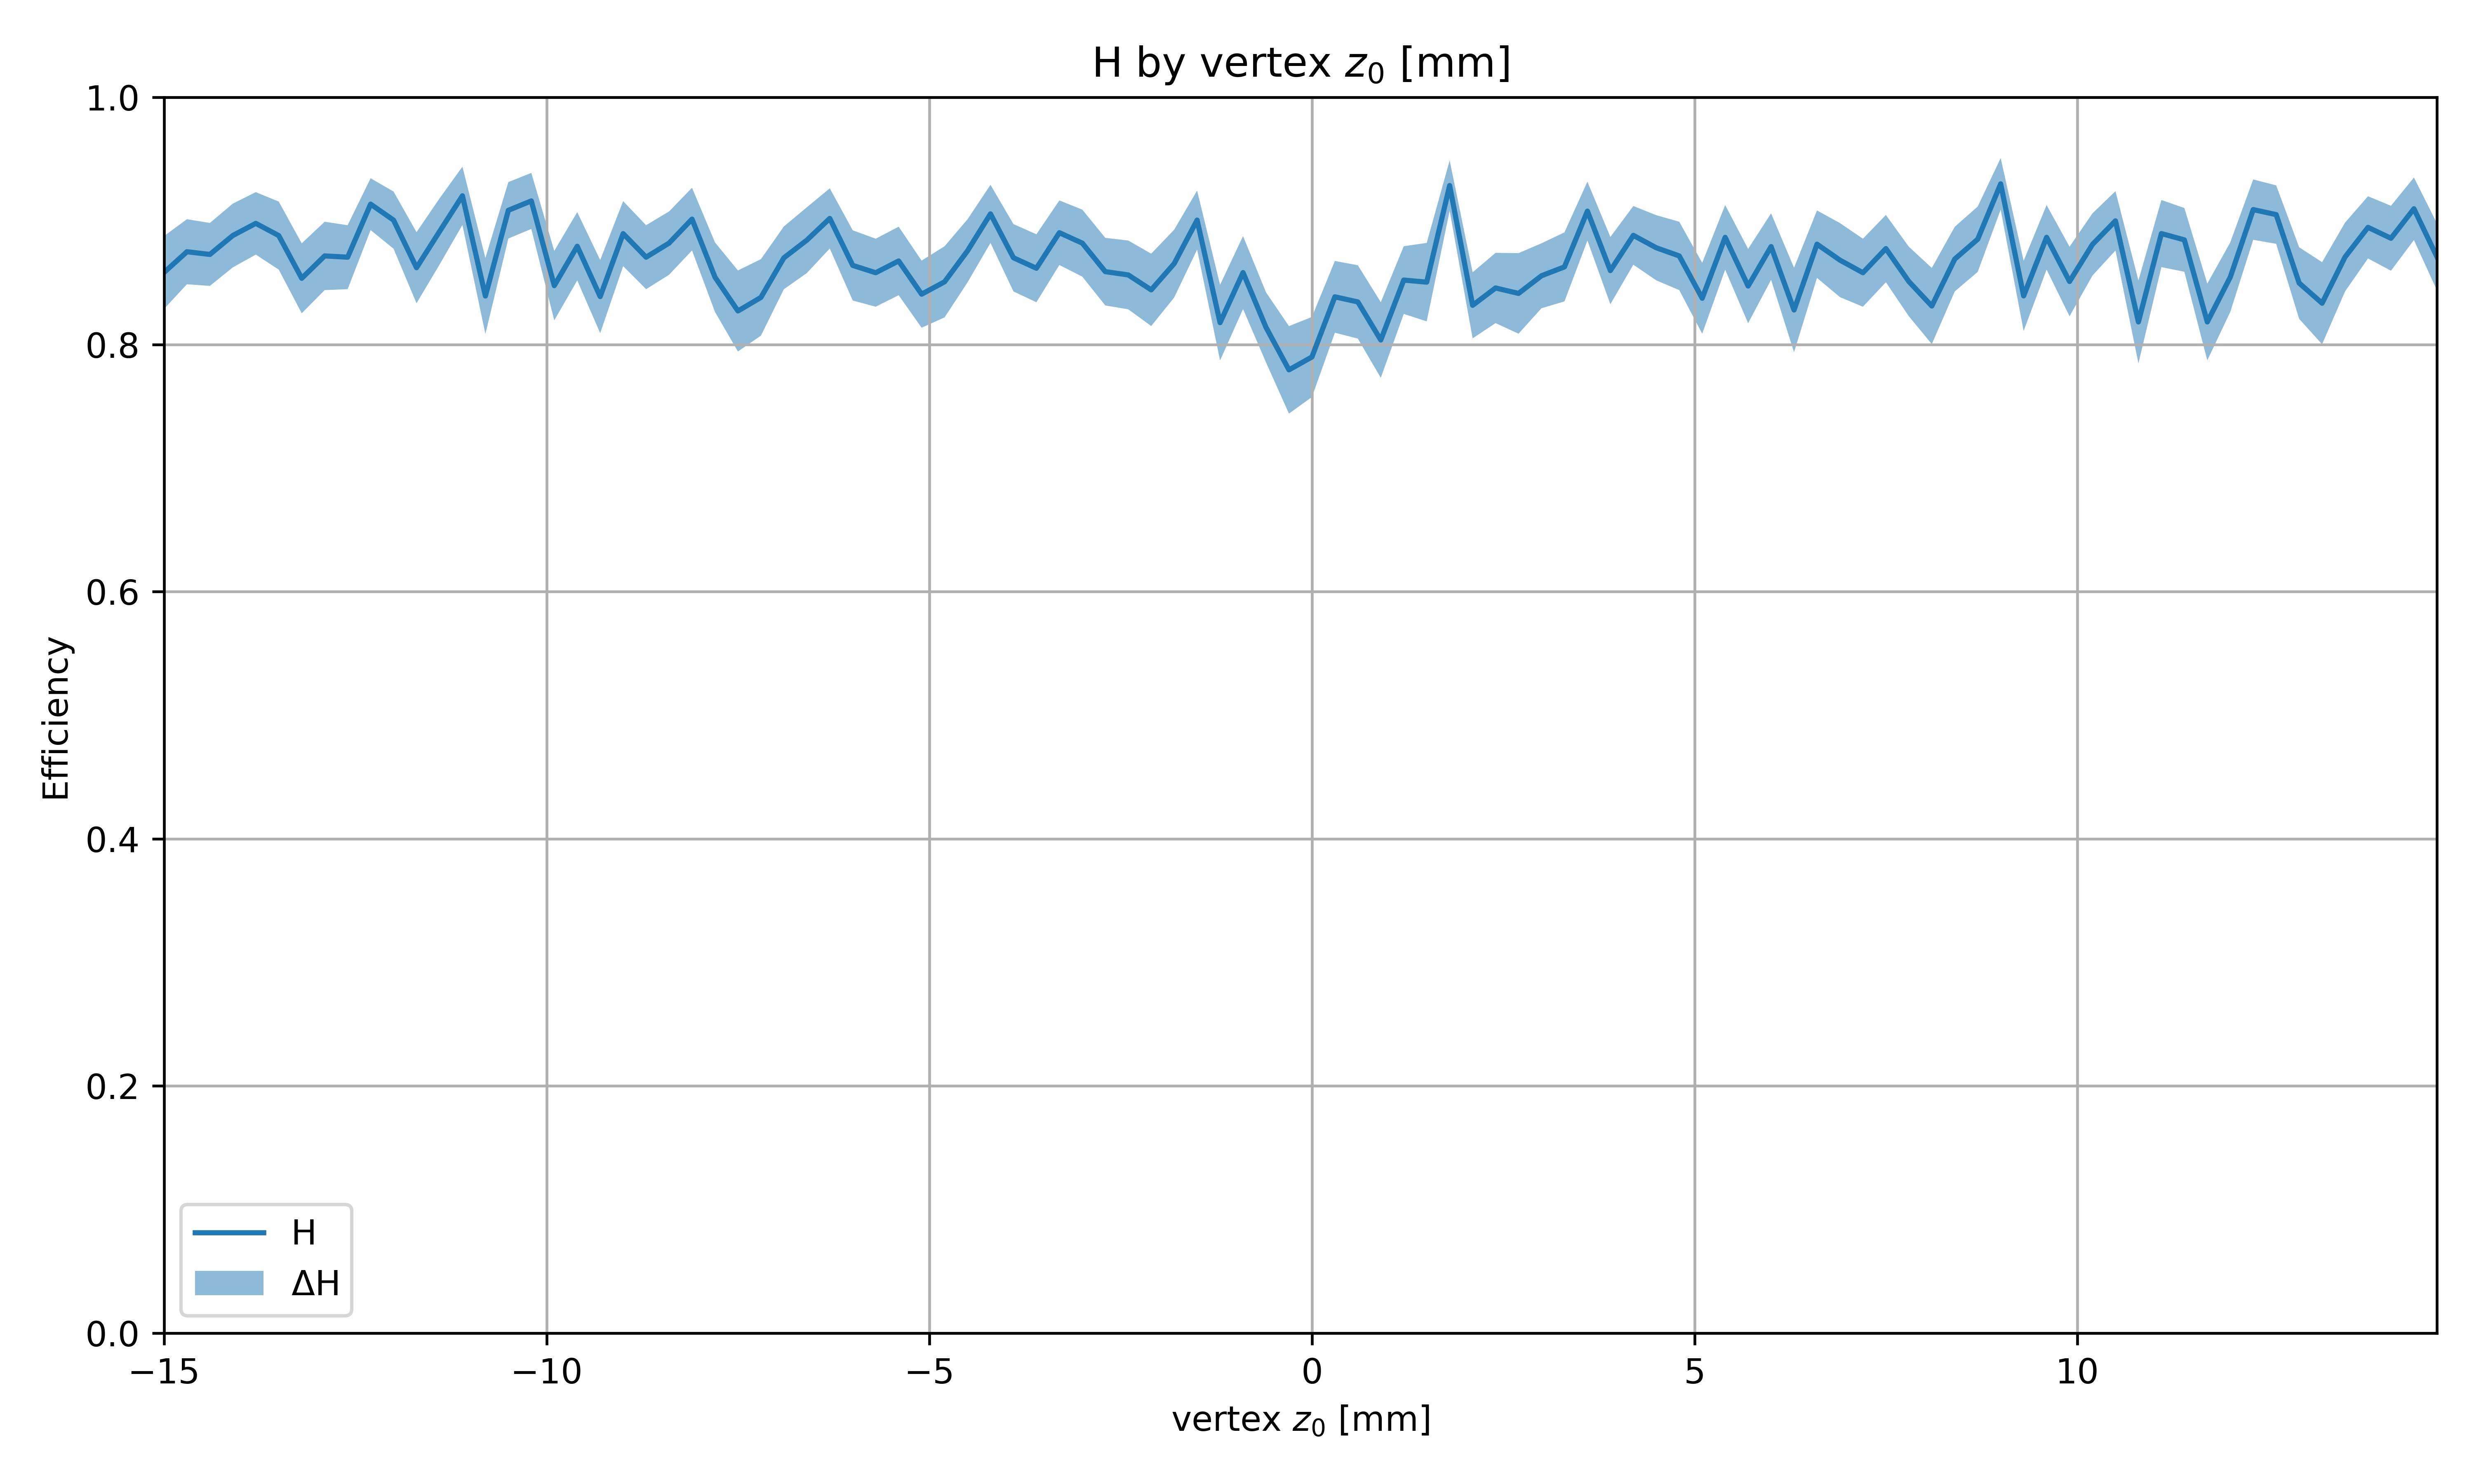 H by vertex z₀ [mm]
1.0
0.8
0.6
0.4
0.2
0.0
Efficiency
H
ΔH
−15 −10 −5 0 5 10
vertex z₀ [mm]